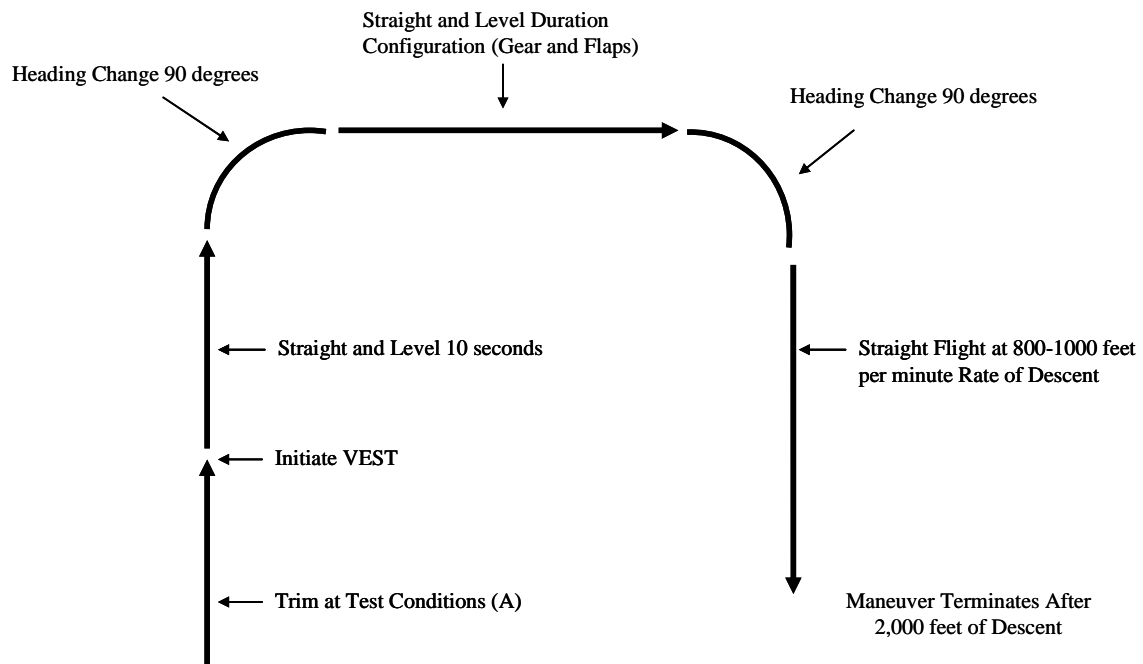 Straight and Level Duration
Configuration (Gear and Flaps)
Heading Change 90 degrees
Heading Change 90 degrees
Straight and Level 10 seconds
Straight Flight at 800-1000 feet
per minute Rate of Descent
Initiate VEST
Trim at Test Conditions (A)
Maneuver Terminates After
2,000 feet of Descent